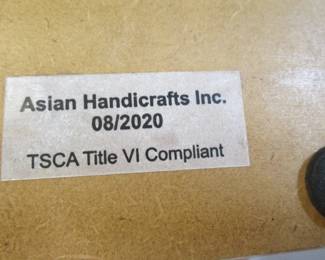 Asian Handicrafts Inc.
08/2020
TSCA Title VI Compliant